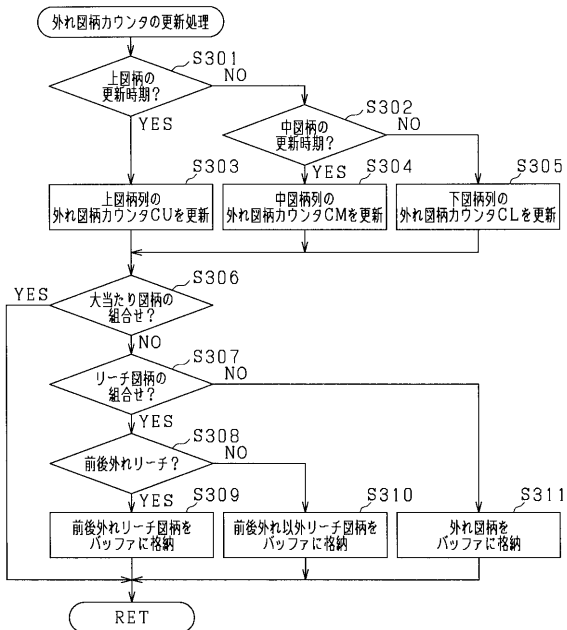 外れ図柄カウンタの更新処理
S301
上図柄の
更新時期?
NO
YES
S302
中図柄の
更新時期?
NO
YES
S303
上図柄列の
外れ図柄カウンタCUを更新
S304
中図柄列の
外れ図柄カウンタCMを更新
S305
下図柄列の
外れ図柄カウンタCLを更新
S306
YES
大当たり図柄の
組合せ?
NO
S307
リーチ図柄の
組合せ?
NO
YES
S308
前後外れリーチ?
NO
YES
S309
前後外れリーチ図柄を
バッファに格納
S310
前後外れ以外リーチ図柄を
バッファに格納
S311
外れ図柄を
バッファに格納
RET